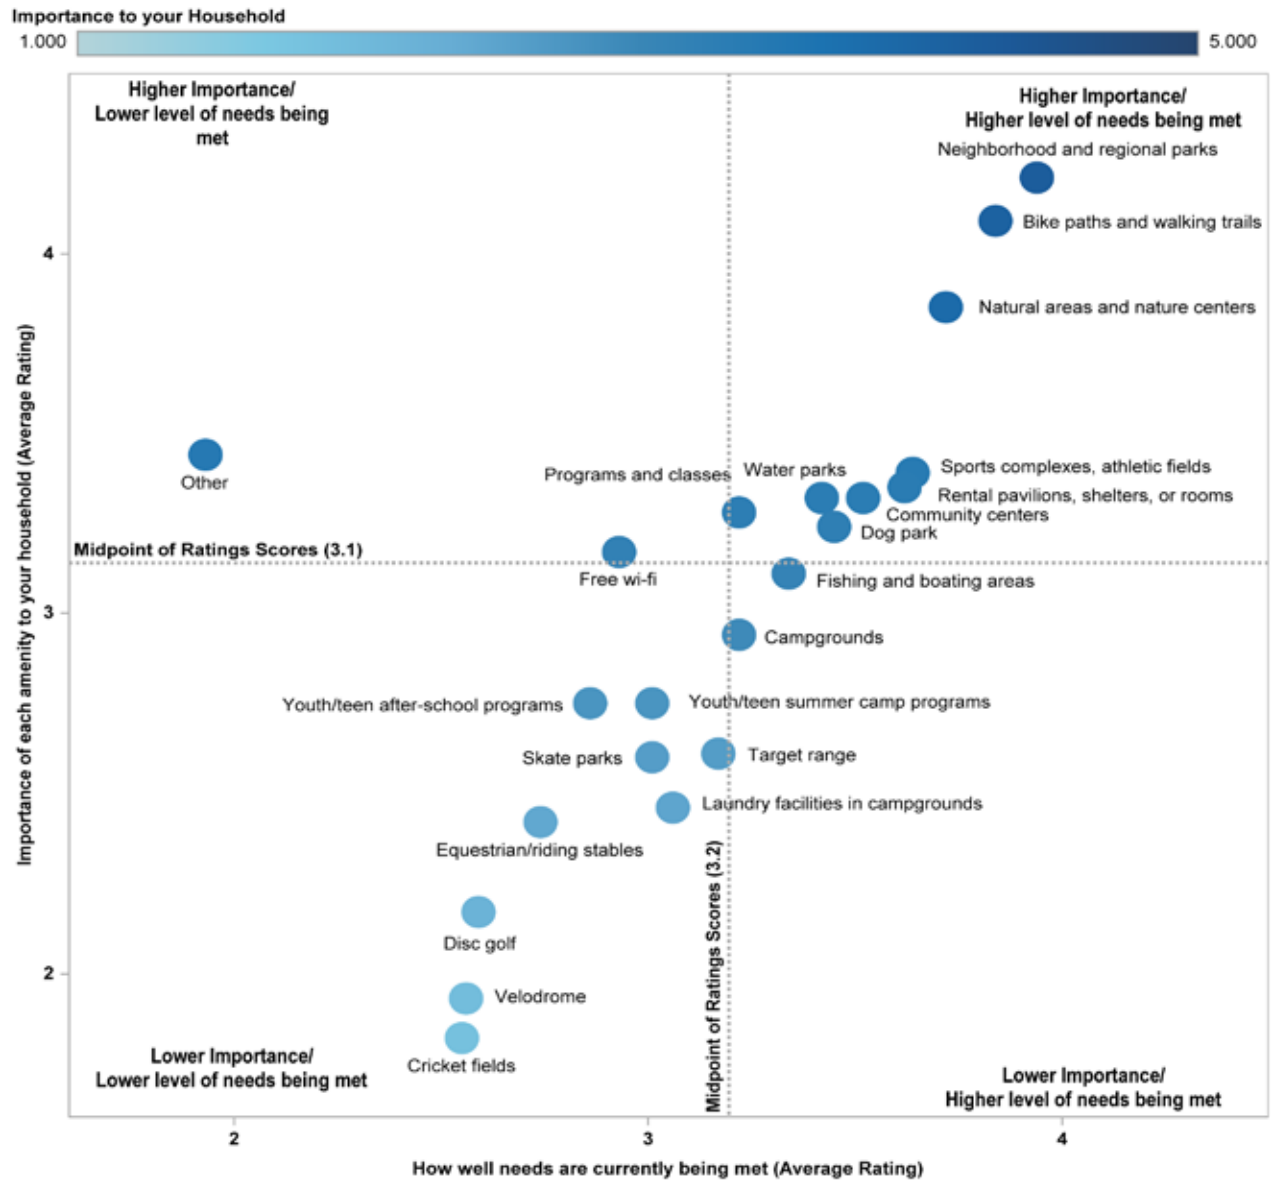 Importance to your Household
1.000
5.000
Higher Importance/
Lower level of needs being
met
Higher Importance/
Higher level of needs being met
Neighborhood and regional parks
Bike paths and walking trails
4
Natural areas and nature centers
Other
Programs and classes
Water parks
Sports complexes, athletic fields
Rental pavilions, shelters, or rooms
Community centers
Dog park
Midpoint of Ratings Scores (3.1)
Free wi-fi
Fishing and boating areas
3
Campgrounds
Youth/teen after-school programs
Youth/teen summer camp programs
Skate parks
Target range
Laundry facilities in campgrounds
Equestrian/riding stables
Disc golf
2
Velodrome
Cricket fields
Midpoint of Ratings Scores (3.2)
Lower Importance/
Lower level of needs being met
Lower Importance/
Higher level of needs being met
Importance of each amenity to your household (Average Rating)
2
3
4
How well needs are currently being met (Average Rating)